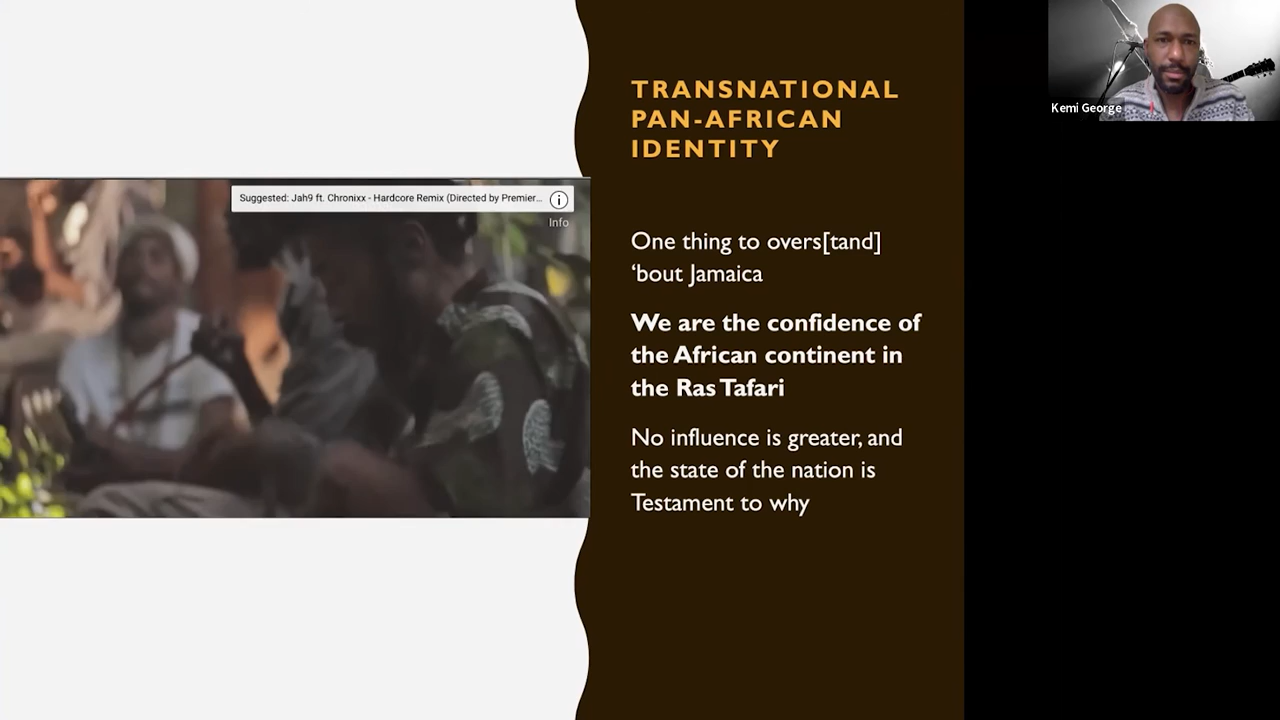 Suggested: Jah9 ft. Chronixx - Hardcore Remix (Directed by Premier...
Info
TRANSNATIONAL
PAN-AFRICAN
IDENTITY
One thing to overs[tand]
‘bout Jamaica
We are the confidence of
the African continent in
the Ras Tafari
No influence is greater, and
the state of the nation is
Testament to why
Kemi George